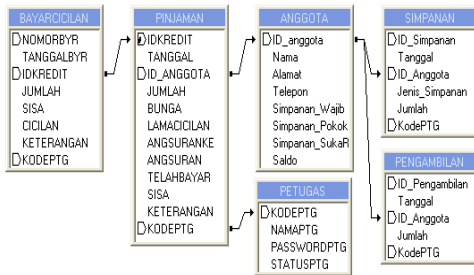 BAYARCICILAN
NOMORBYR
TANGGALBYR
IDKREDIT
JUMLAH
SISA
CICILAN
KETERANGAN
KODEPTG
PINJAMAN
IDKREDIT
TANGGAL
ID_ANGGOTA
JUMLAH
BUNGA
LAMACICILAN
ANGSURANKE
ANGSURAN
TELAHBAYAR
SISA
KETERANGAN
KODEPTG
ANGGOTA
ID_anggota
Nama
Alamat
Telepon
Simpanan_Wajib
Simpanan_Pokok
Simpanan_SukaR
Saldo
PETUGAS
KODEPTG
NAMAPTG
PASSWORDPTG
STATUSPTG
SIMPANAN
ID_Simpanan
Tanggal
ID_Anggota
Jenis_Simpanan
Jumlah
KodePTG
PENGAMBILAN
ID_Pengambilan
Tanggal
ID_Anggota
Jumlah
KodePTG